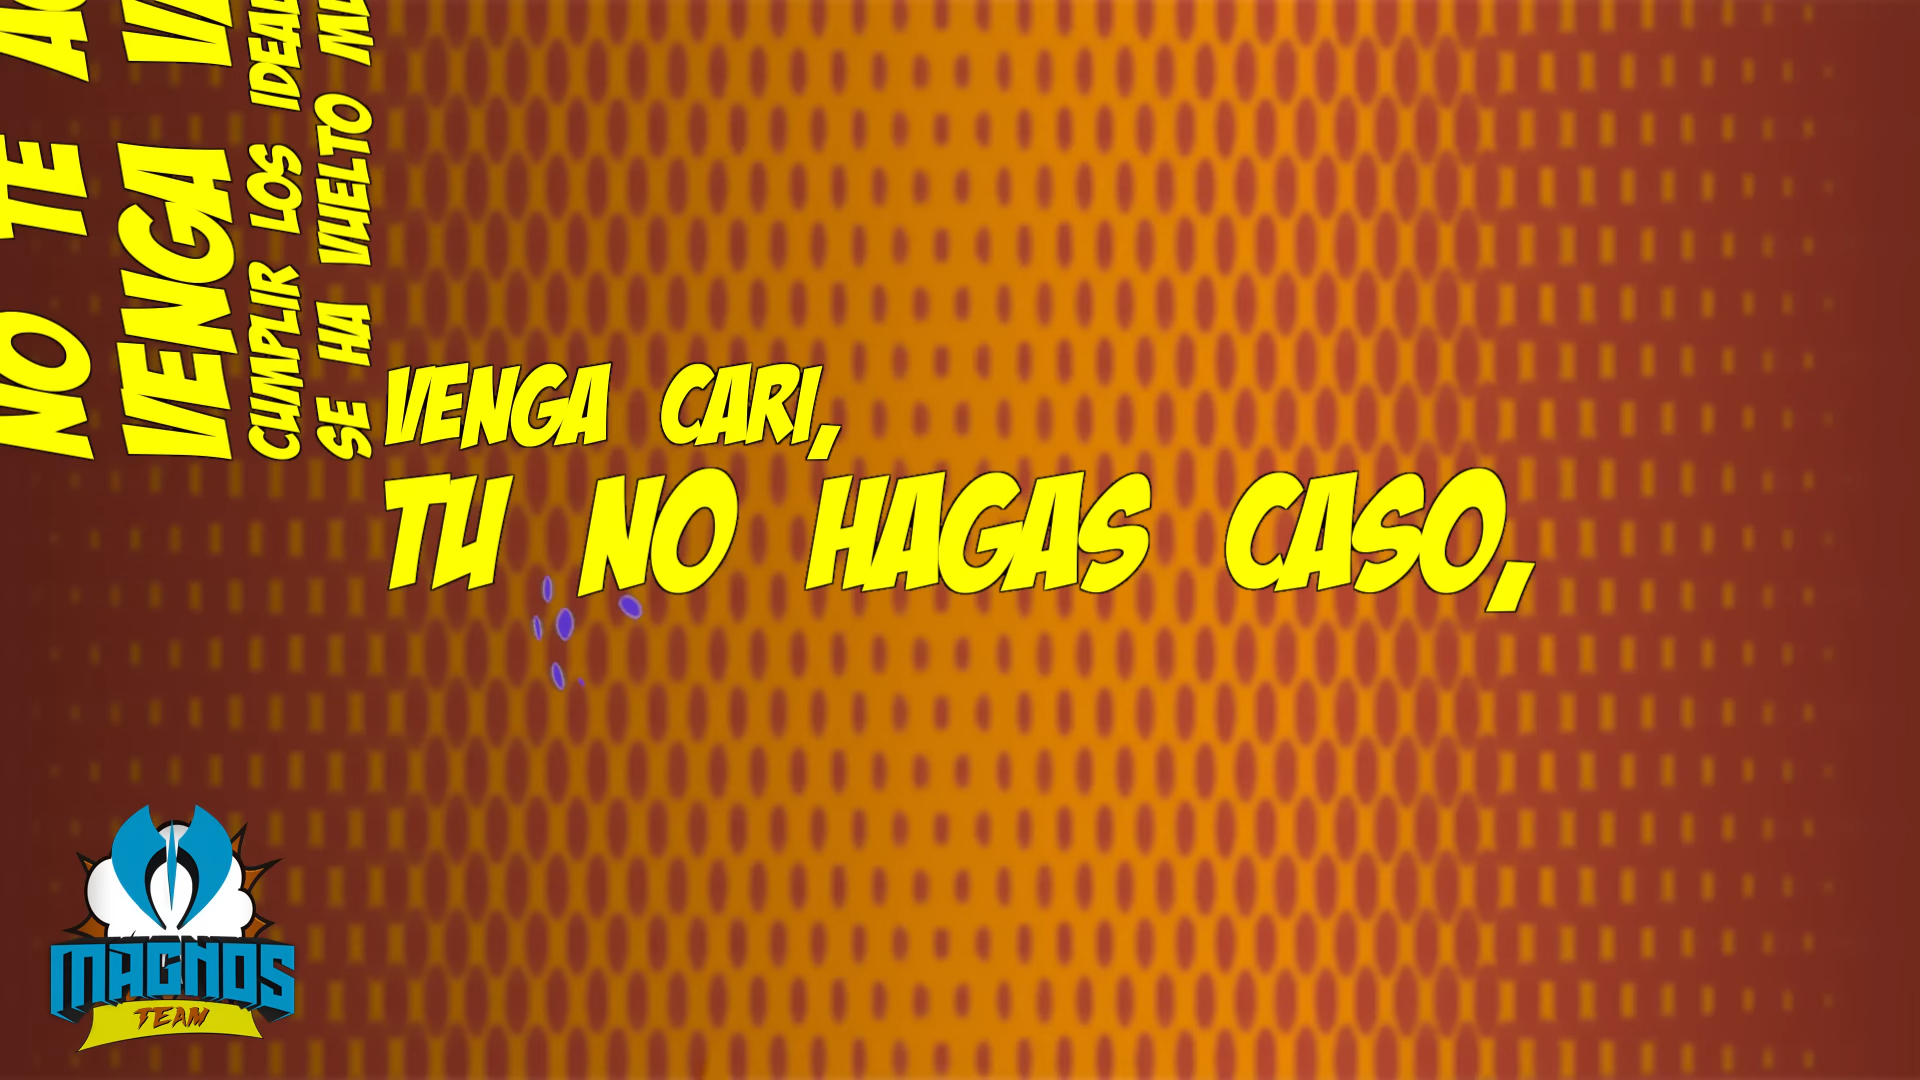 NO TE
VENGA
CUMPLIR LOS
SE HA VUELTO
VENGA CARI,
TU NO HAGAS CASO,
MAGNOS
TEAM